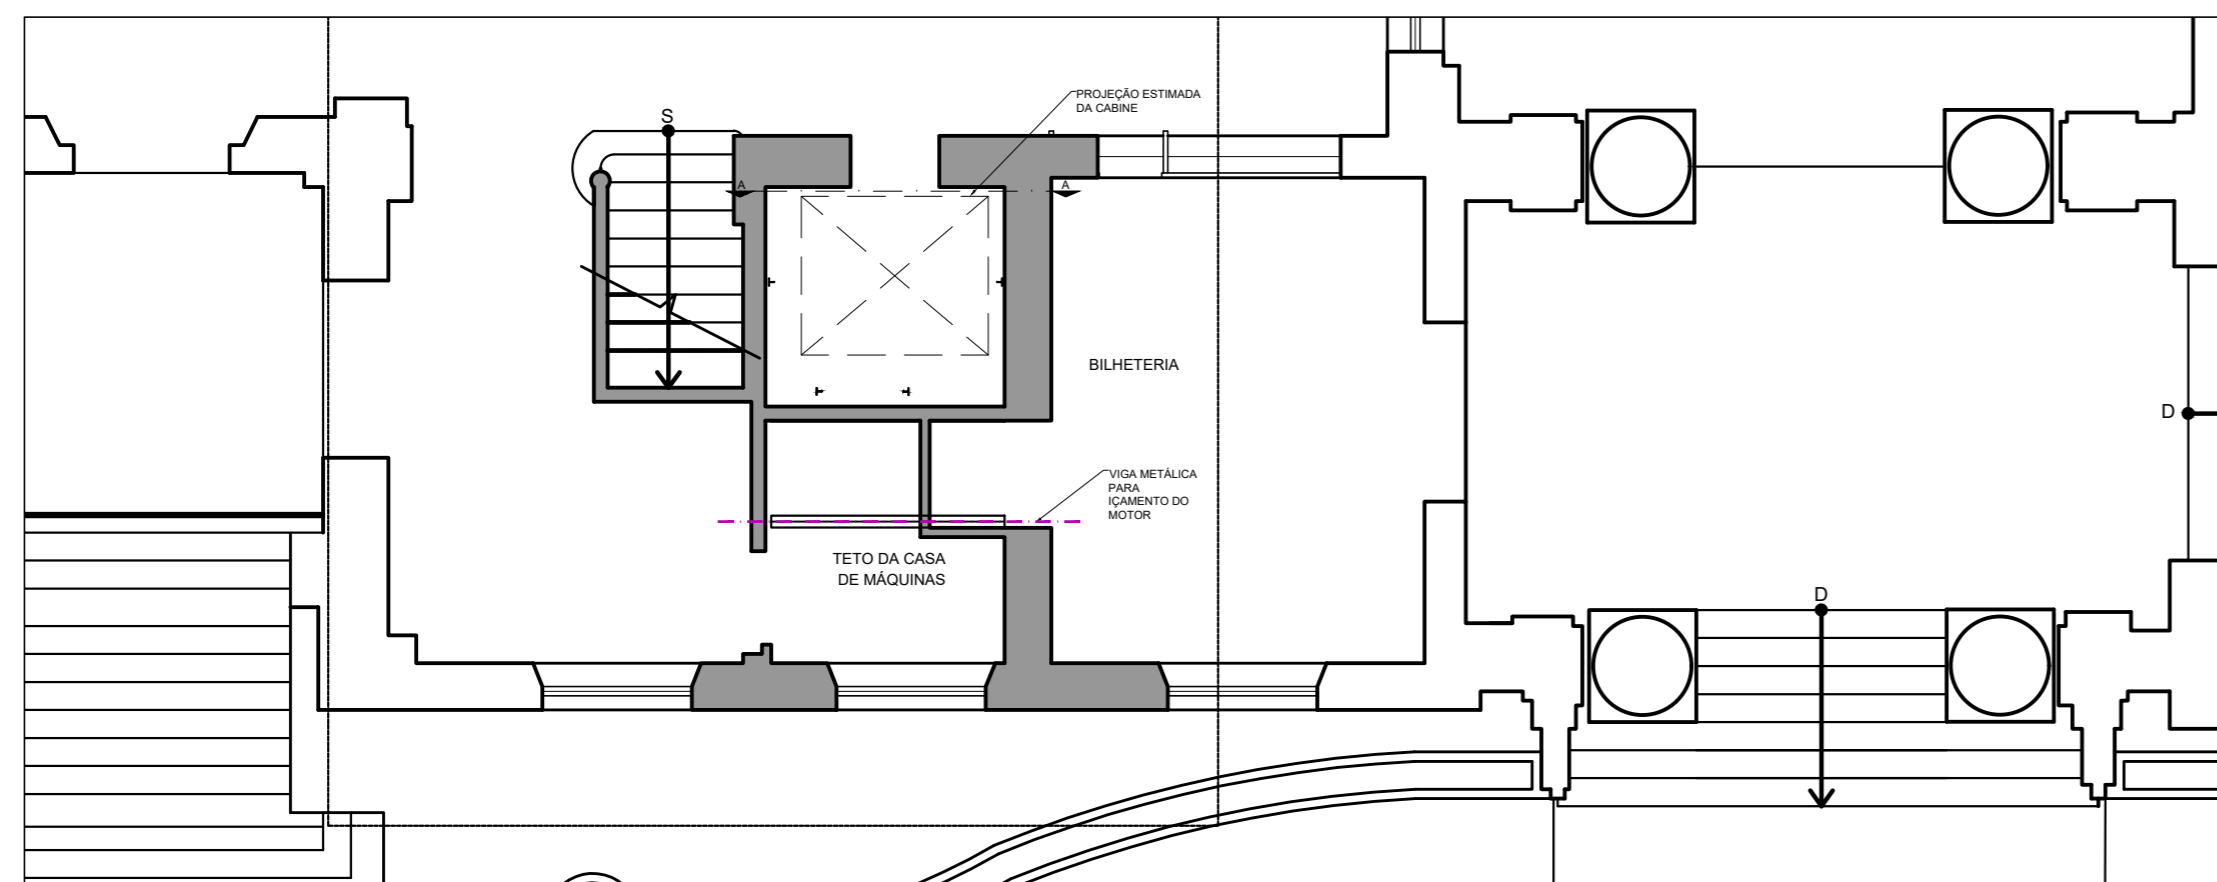 PROJEÇÃO ESTIMADA
DA CABINE
S
A
A
BILHETERIA
D
VIGA METÁLICA
PARA
IÇAMENTO DO
MOTOR
TETO DA CASA
DE MÁQUINAS
D